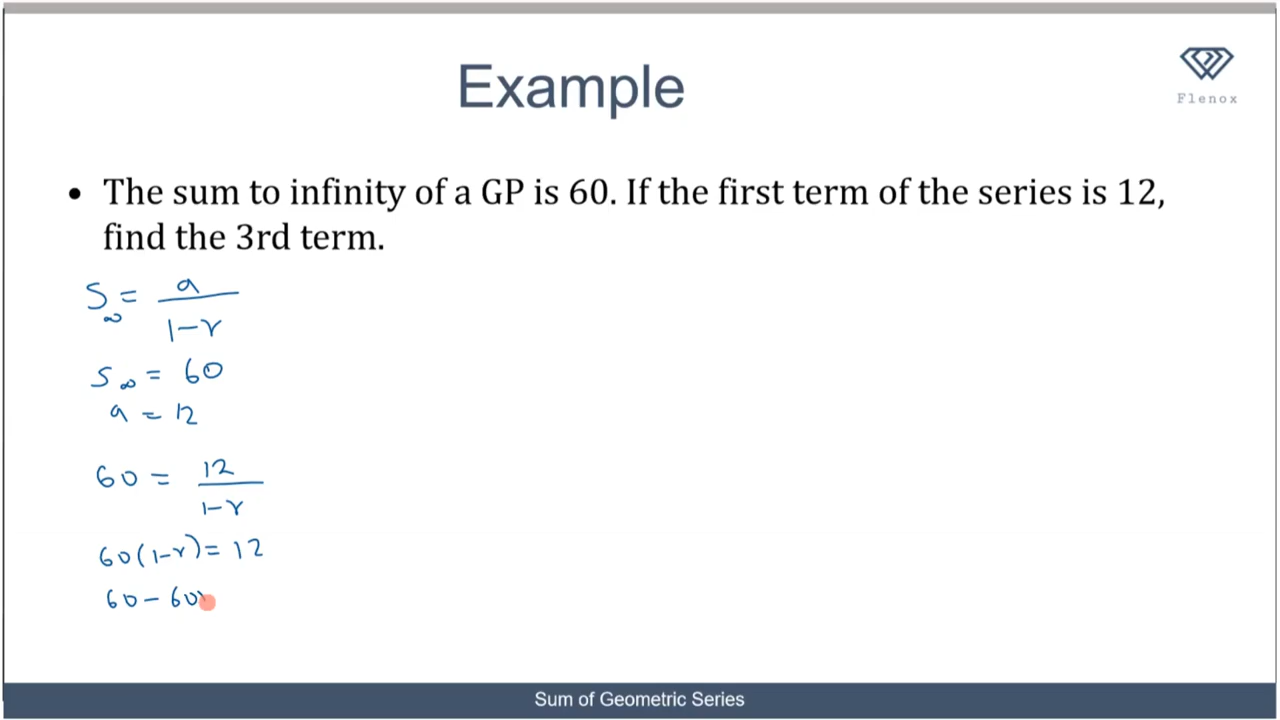 Example
Flenox
• The sum to infinity of a GP is 60. If the first term of the series is 12,
find the 3rd term.
S∞ = a
1-r
S∞ = 60
a = 12
60 = 12
1-r
60(1-r) = 12
60 - 60
Sum of Geometric Series